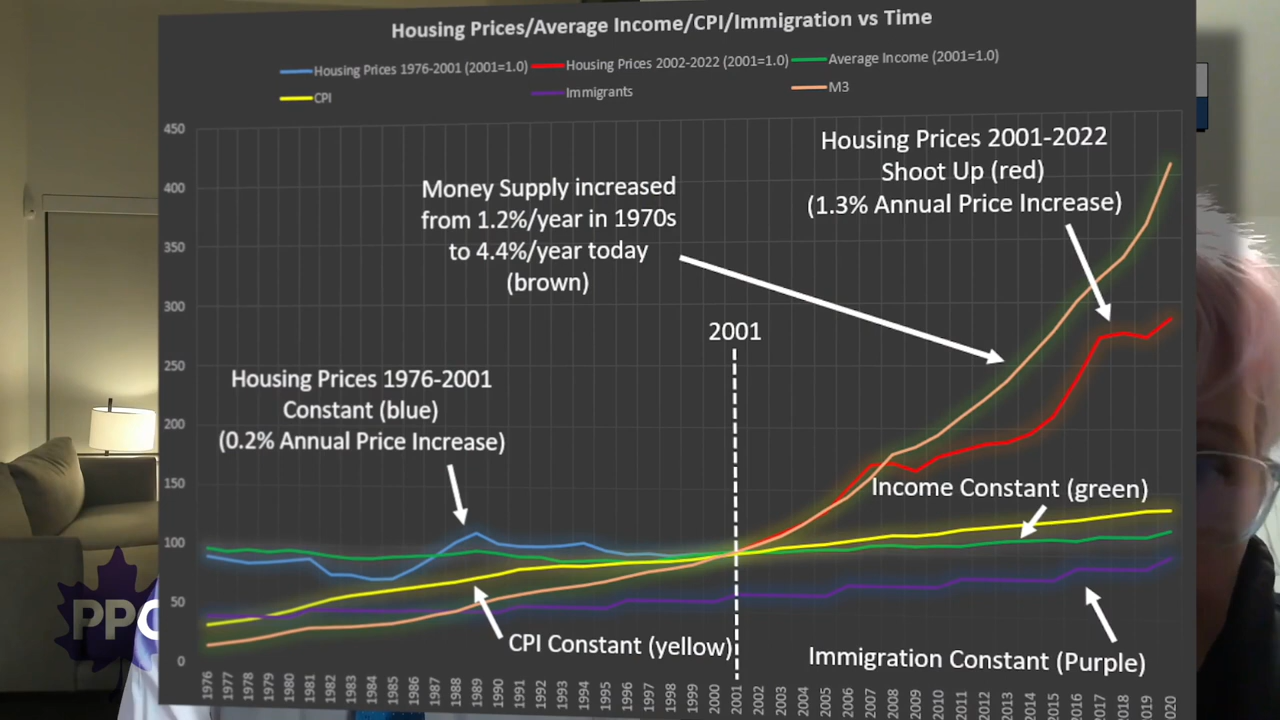 Housing Prices/Average Income/CPI/Immigration vs Time
Housing Prices 1976-2001 (2001=1.0)
Housing Prices 2002-2022 (2001=1.0)
Average Income (2001=1.0)
CPI
Immigrants
M3
450
400
350
300
250
200
150
100
50
0
Housing Prices 2001-2022
Shoot Up (red)
(1.3% Annual Price Increase)
Money Supply increased
from 1.2%/year in 1970s
to 4.4%/year today
(brown)
2001
Housing Prices 1976-2001
Constant (blue)
(0.2% Annual Price Increase)
Income Constant (green)
CPI Constant (yellow)
Immigration Constant (Purple)
PPC
1976
1977
1978
1979
1980
1981
1982
1983
1984
1985
1986
1987
1988
1989
1990
1991
1992
1993
1994
1995
1996
1997
1998
1999
2000
2001
2002
2003
2004
2005
2006
2007
2008
2009
2010
2011
2012
2013
2014
2015
2016
2017
2018
2019
020